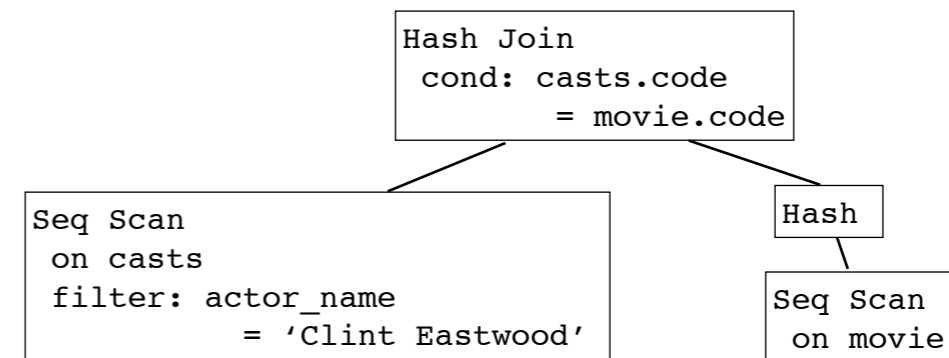 Hash Join
cond: casts.code
= movie.code
Seq Scan
on casts
filter: actor_name
= ‘Clint Eastwood’
Hash
Seq Scan
on movie